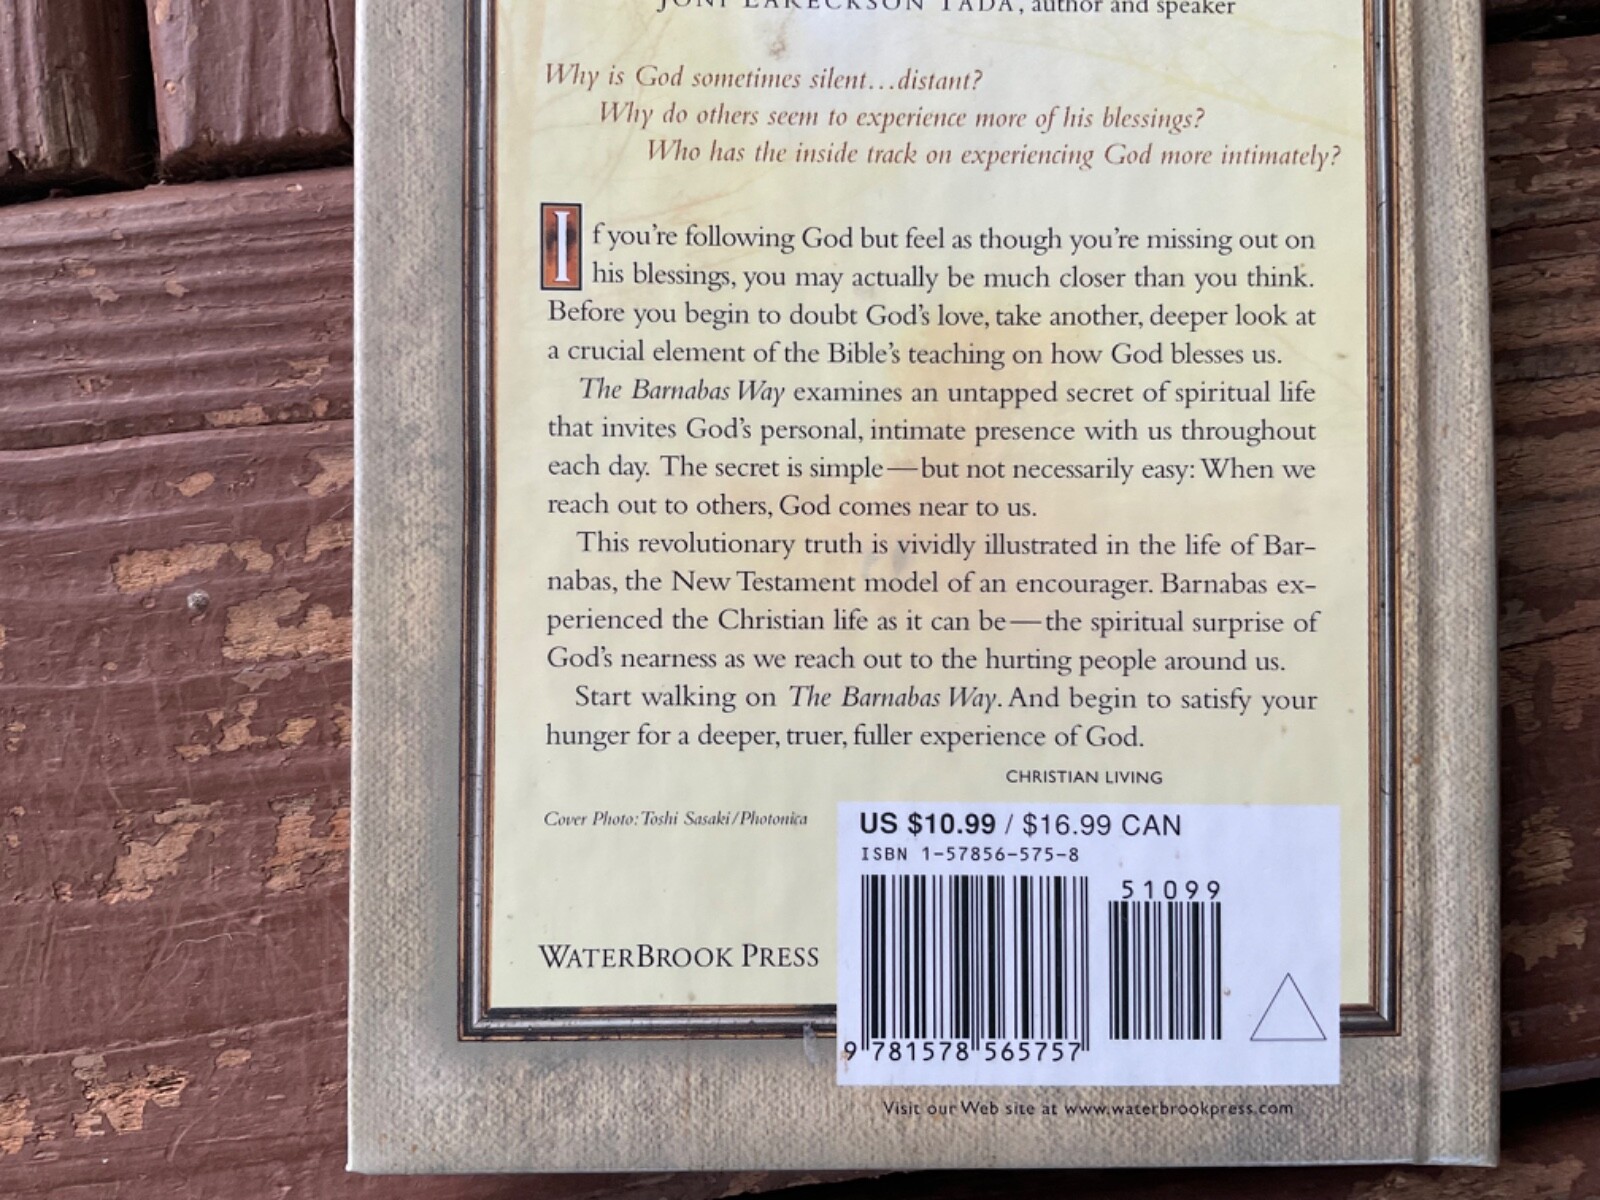 JONI EARECKSON TADA, author and speaker
Why is God sometimes silent...distant?
Why do others seem to experience more of his blessings?
Who has the inside track on experiencing God more intimately?
If you're following God but feel as though you're missing out on
his blessings, you may actually be much closer than you think.
Before you begin to doubt God's love, take another, deeper look at
a crucial element of the Bible's teaching on how God blesses us.
The Barnabas Way examines an untapped secret of spiritual life
that invites God's personal, intimate presence with us throughout
each day. The secret is simple—but not necessarily easy: When we
reach out to others, God comes near to us.
This revolutionary truth is vividly illustrated in the life of Bar-
nabas, the New Testament model of an encourager. Barnabas ex-
perienced the Christian life as it can be—the spiritual surprise of
God's nearness as we reach out to the hurting people around us.
Start walking on The Barnabas Way. And begin to satisfy your
hunger for a deeper, truer, fuller experience of God.
CHRISTIAN LIVING
Cover Photo: Toshi Sasaki/Photonica
US $10.99 / $16.99 CAN
ISBN 1-57856-575-8
51099
WATERBROOK PRESS
9 781578 565757
Visit our Web site at www.waterbrookpress.com